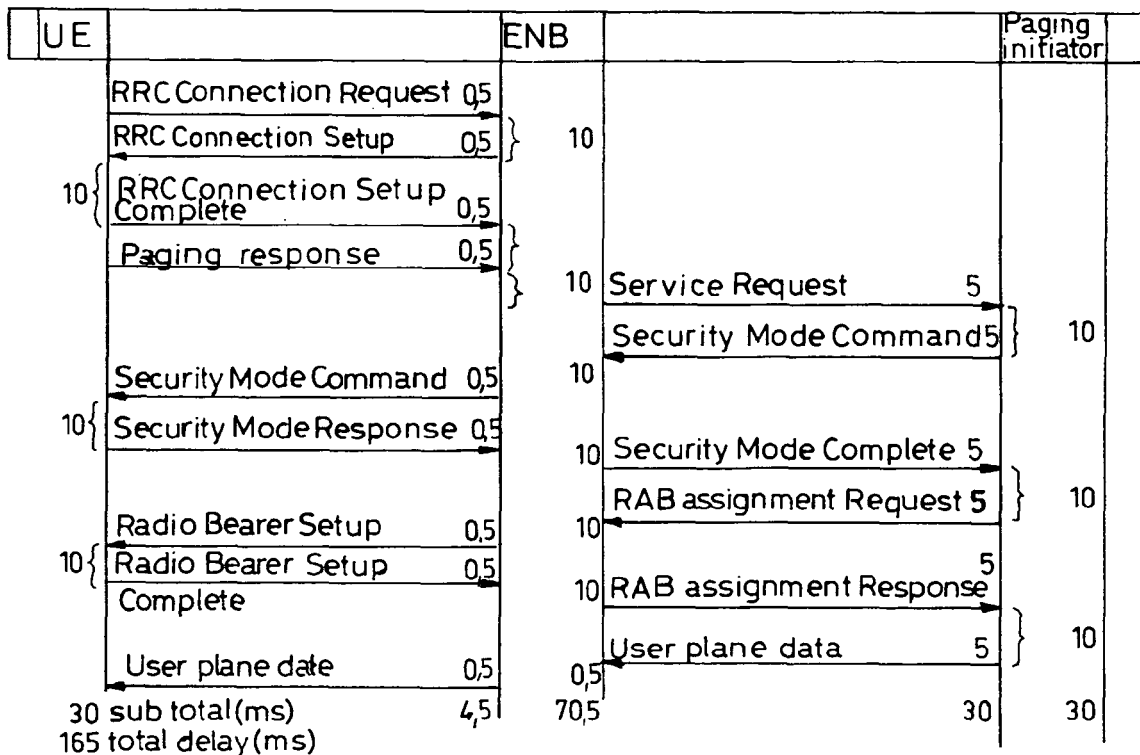 UE ENB Paging
initiator
RRC Connection Request 0,5
RRC Connection Setup 0,5 10
10 RRC Connection Setup
Complete 0,5
Paging response 0,5
10 Service Request 5
Security Mode Command 5 10
10
Security Mode Command 0,5
10 Security Mode Response 0,5
10 Security Mode Complete 5
RAB assignment Request 5 10
Radio Bearer Setup 0,5 10
10 Radio Bearer Setup 0,5
Complete
5
10 RAB assignment Response
10
User plane data 5
User plane date 0,5 0,5
30 sub total (ms) 4,5 70,5 30 30
165 total delay (ms)